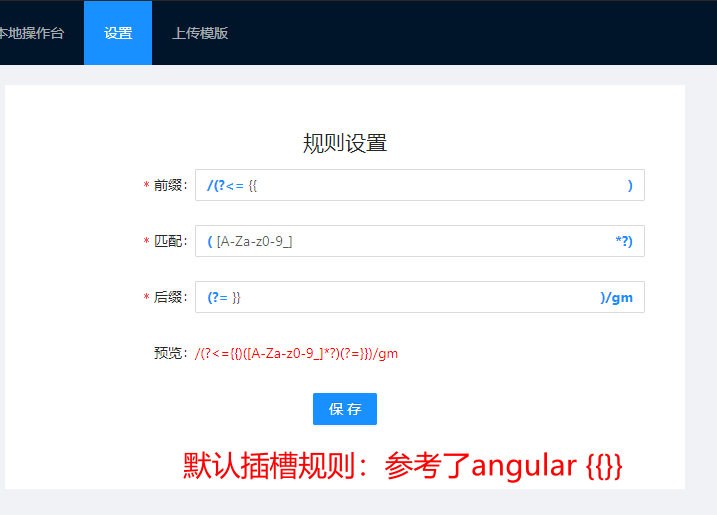 本地操作台 设置 上传模版
规则设置
* 前缀： /(?<= {{ )
* 匹配： ( [A-Za-z0-9_] *?)
* 后缀： (?= }} )/gm
预览： /(?<={{)([A-Za-z0-9_]*?)(?=}})/gm
保 存
默认插槽规则：参考了angular {{}}